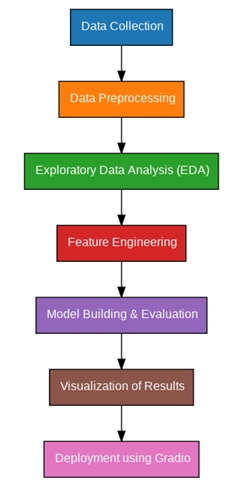 Data Collection
Data Preprocessing
Exploratory Data Analysis (EDA)
Feature Engineering
Model Building & Evaluation
Visualization of Results
Deployment using Gradio